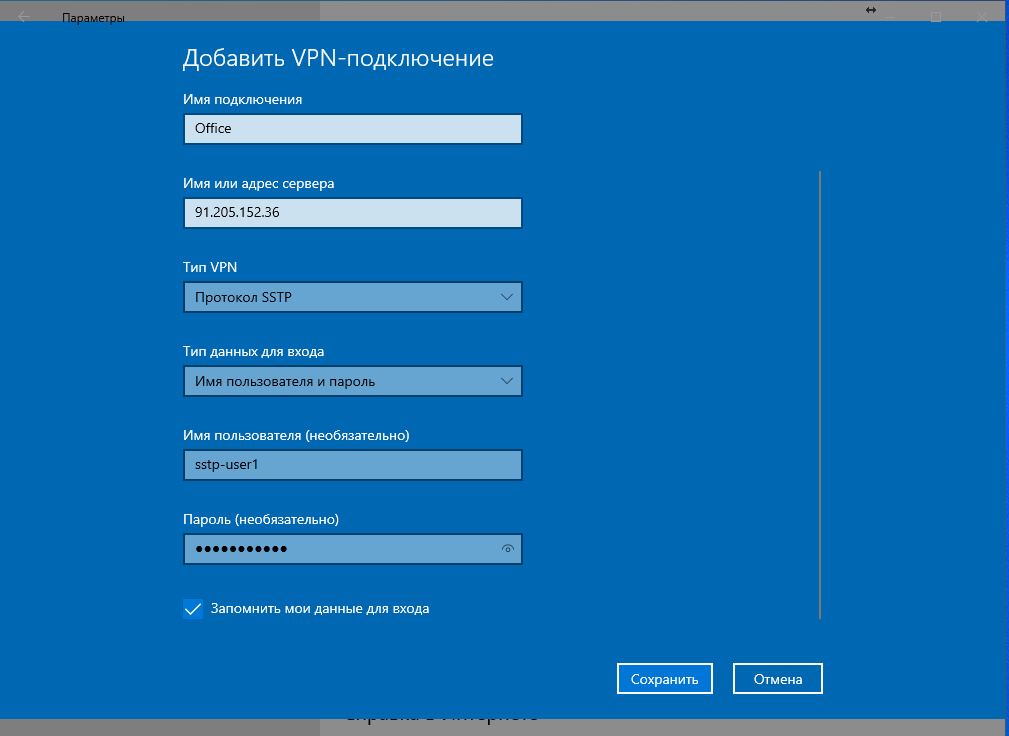 Параметры
Добавить VPN-подключение
Имя подключения
Office
Имя или адрес сервера
91.205.152.36
Тип VPN
Протокол SSTP
Тип данных для входа
Имя пользователя и пароль
Имя пользователя (необязательно)
sstp-user1
Пароль (необязательно)
•••••••••••
Запомнить мои данные для входа
Сохранить
Отмена